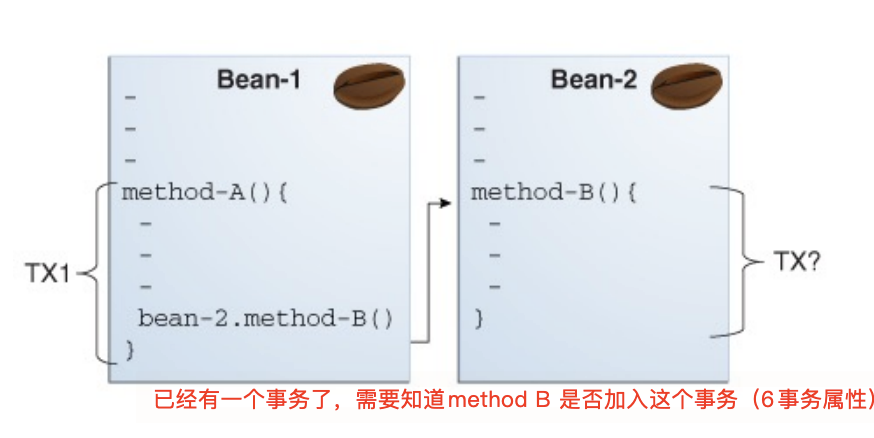 Bean-1
-
-
-
method-A(){
-
-
-
bean-2.method-B()
}
TX1
Bean-2
-
-
-
method-B(){
-
-
-
}
TX?
已经有一个事务了，需要知道method B 是否加入这个事务（6事务属性）